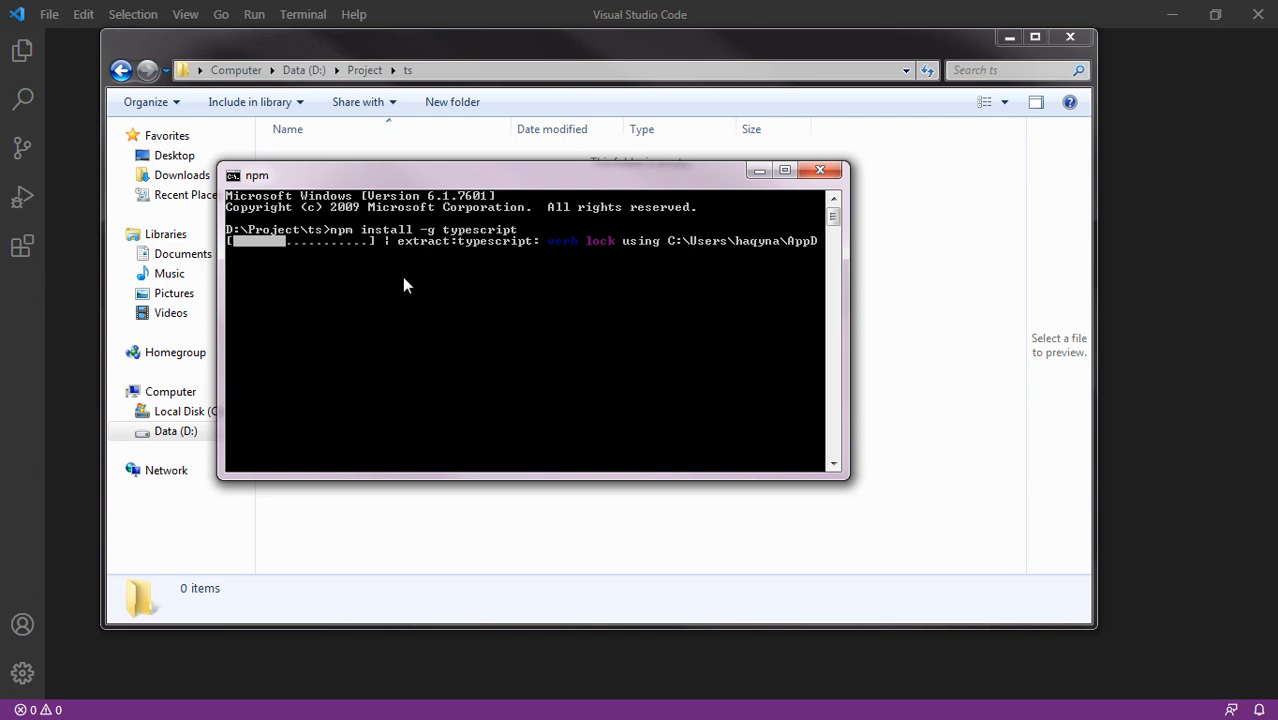 File Edit Selection View Go Run Terminal Help
Visual Studio Code
Computer Data (D:) Project ts
Search ts
Organize Include in library Share with New folder
Name Date modified Type Size
Favorites
Desktop
Downloads
Recent Place
Libraries
Documents
Music
Pictures
Videos
Homegroup
Computer
Local Disk (C
Data (D:)
Network
npm
Microsoft Windows [Version 6.1.7601]
Copyright (c) 2009 Microsoft Corporation. All rights reserved.
D:\Project\ts>npm install -g typescript
[ ...........] | extract:typescript: verb lock using C:\Users\haqyna\AppD
Select a file
to preview.
0 items
0 0